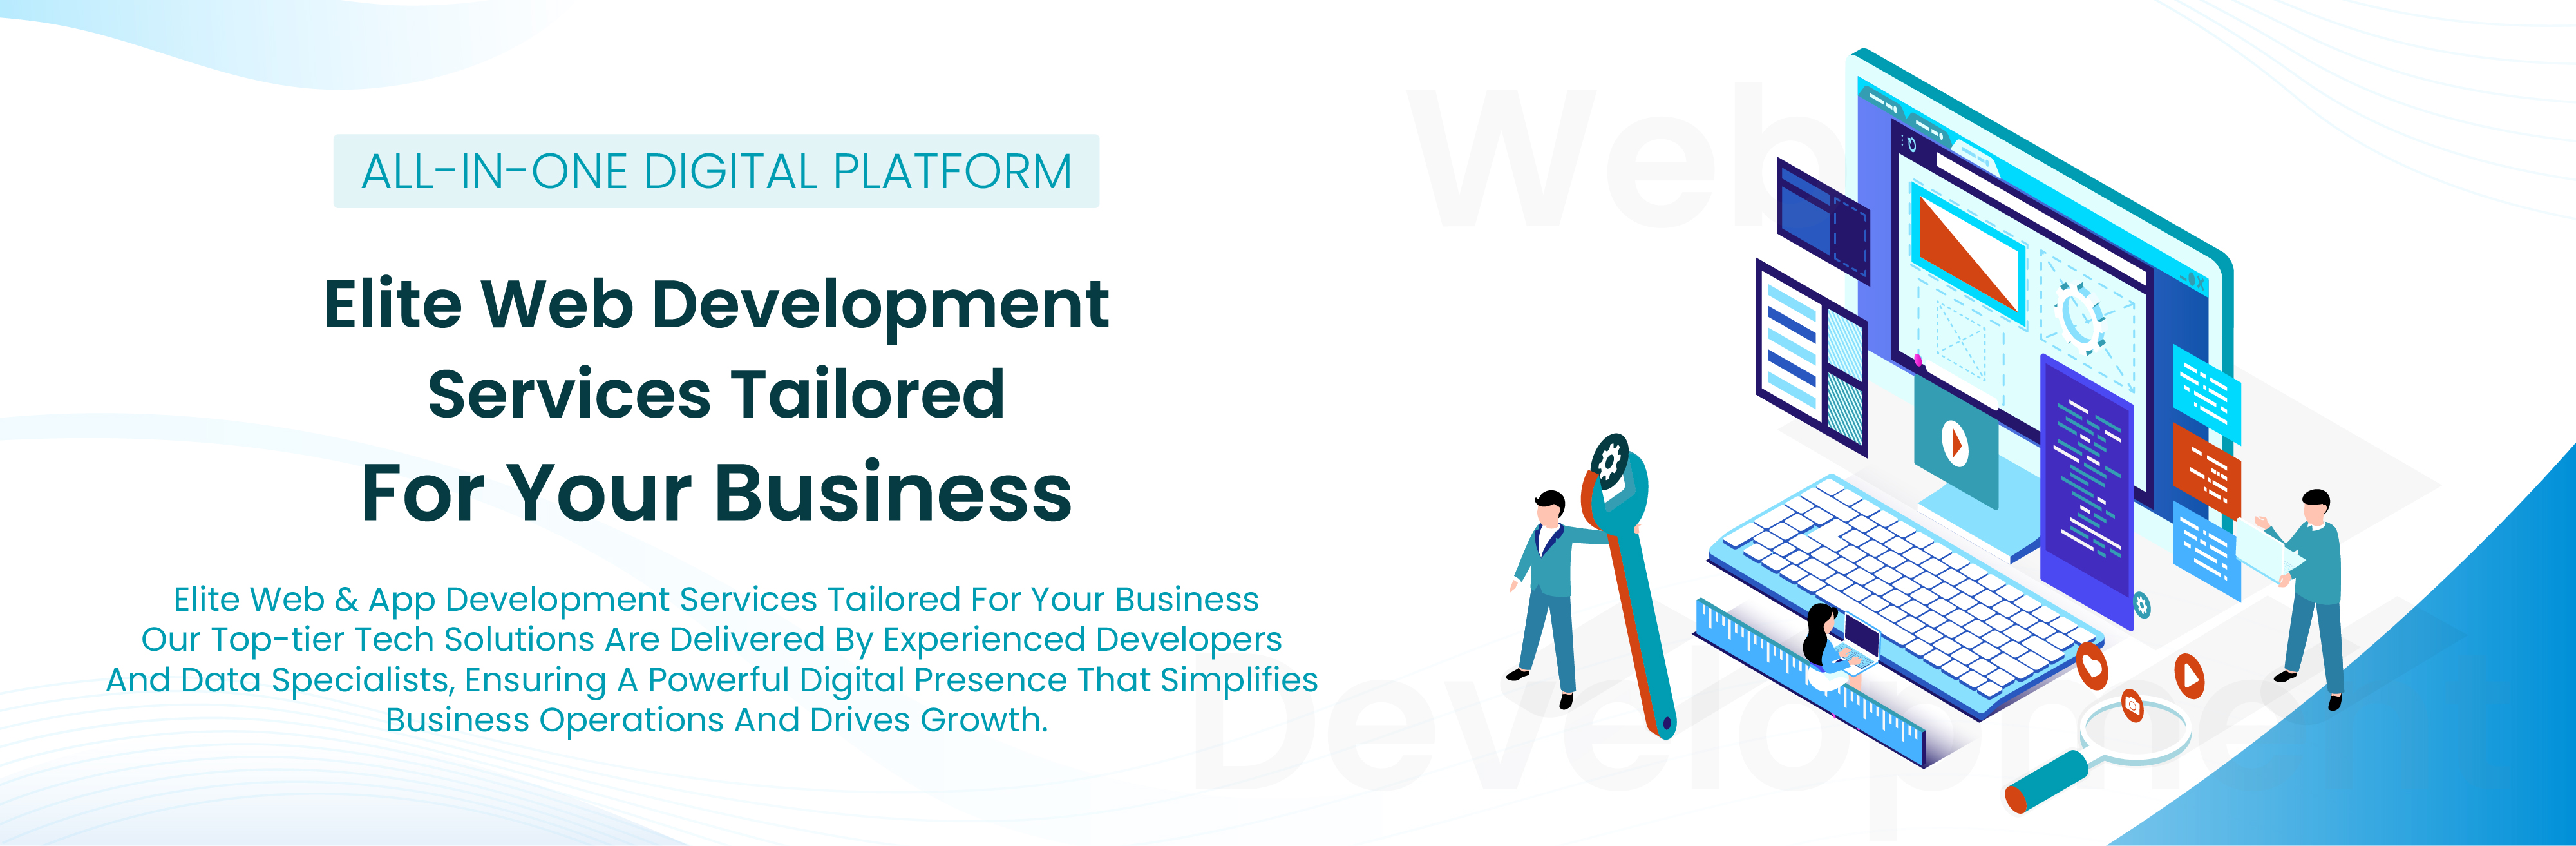 ALL-IN-ONE DIGITAL PLATFORM
Elite Web Development
Services Tailored
For Your Business
Elite Web & App Development Services Tailored For Your Business
Our Top-tier Tech Solutions Are Delivered By Experienced Developers
And Data Specialists, Ensuring A Powerful Digital Presence That Simplifies
Business Operations And Drives Growth.
Web
Development